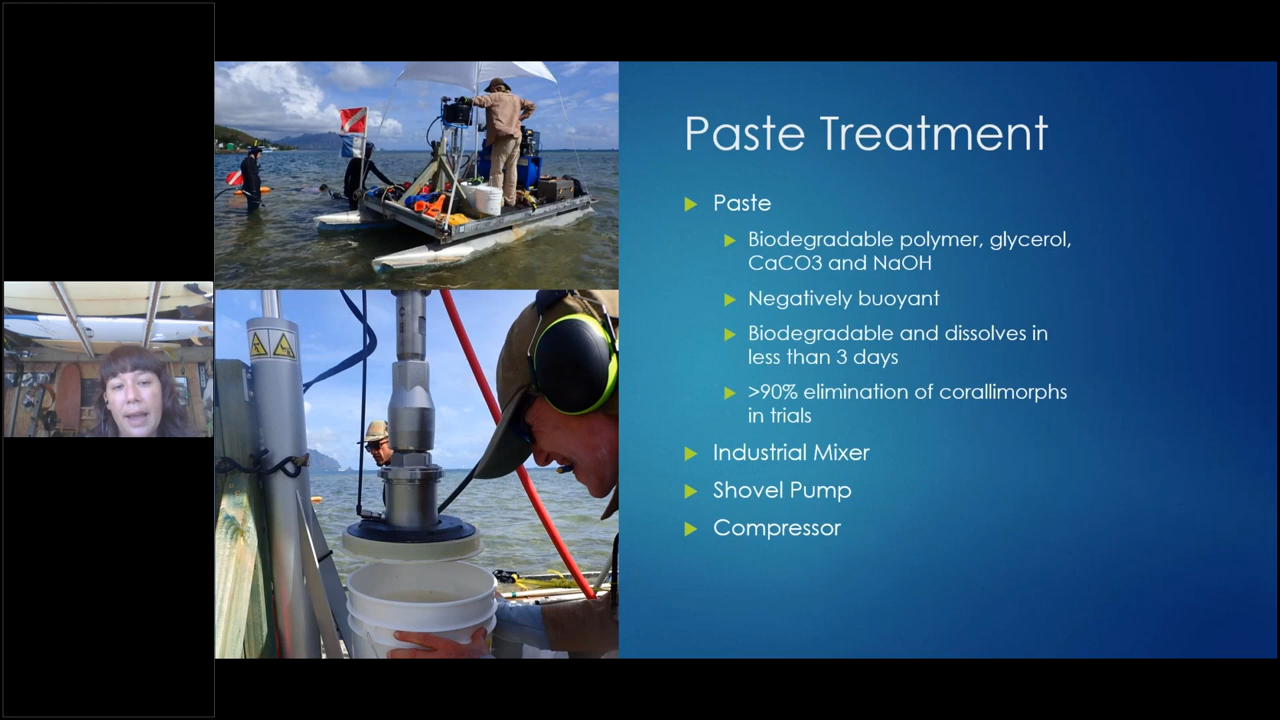 Paste Treatment
Paste
Biodegradable polymer, glycerol,
CaCO3 and NaOH
Negatively buoyant
Biodegradable and dissolves in
less than 3 days
>90% elimination of corallimorphs
in trials
Industrial Mixer
Shovel Pump
Compressor